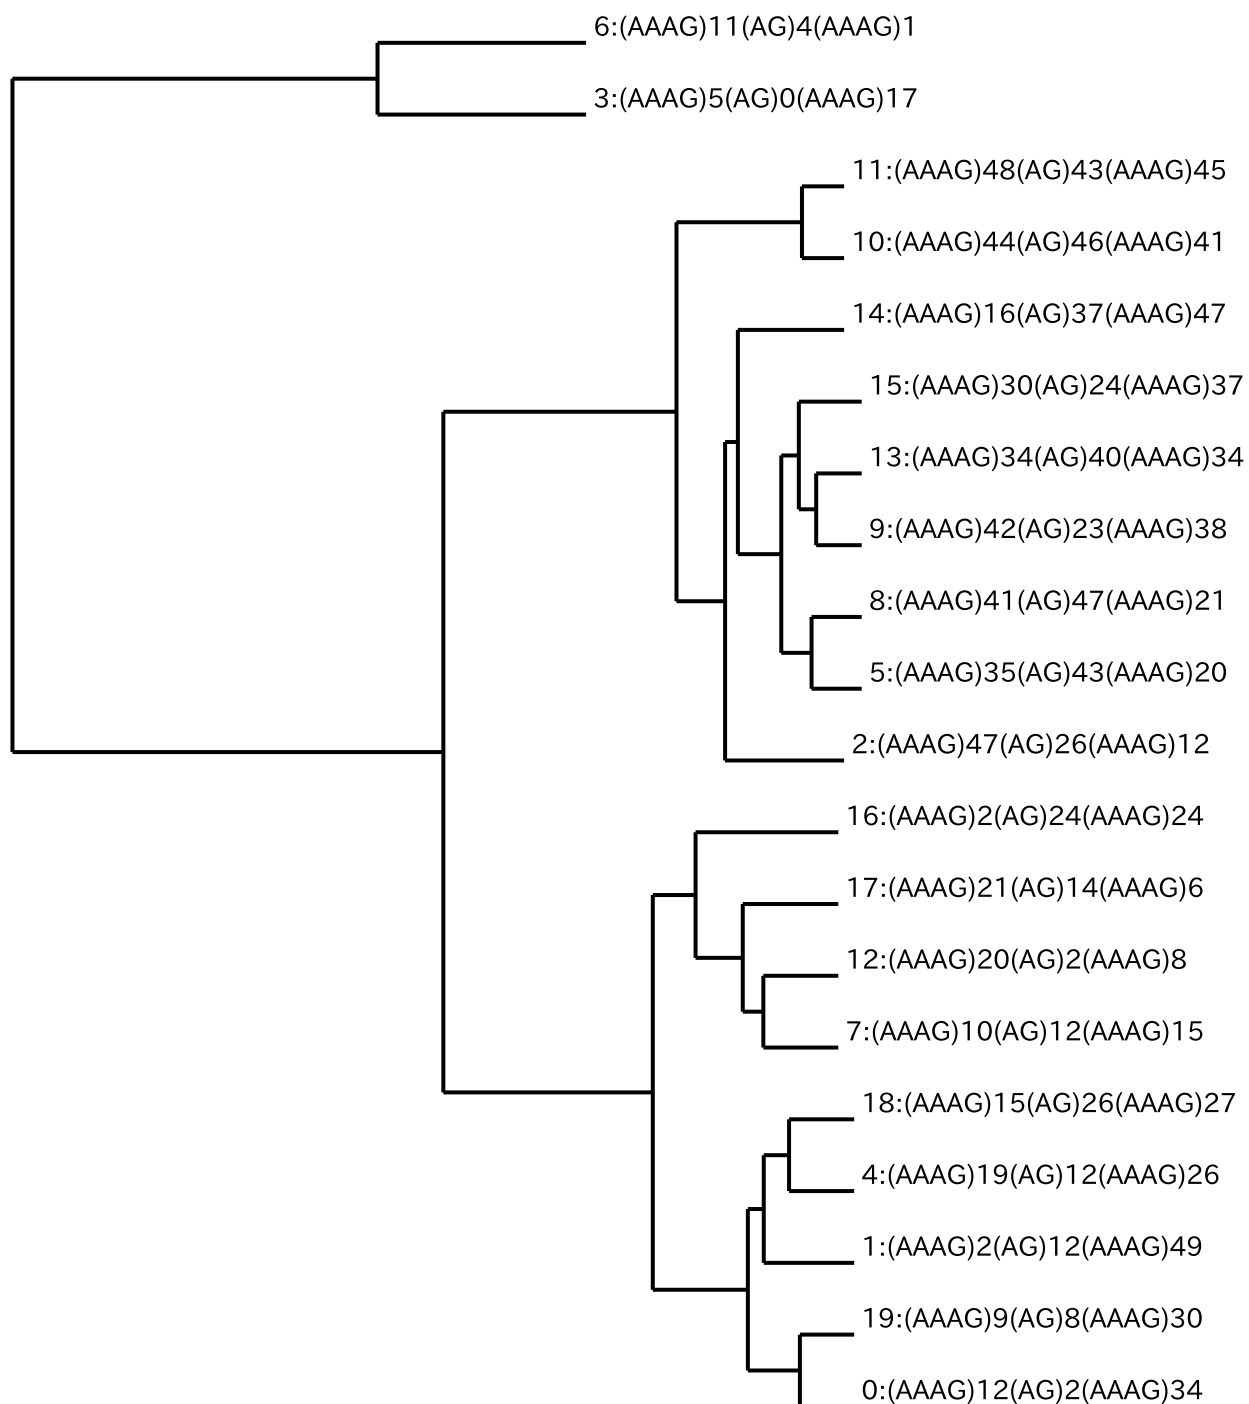 6:(AAAG)11(AG)4(AAAG)1
3:(AAAG)5(AG)0(AAAG)17
11:(AAAG)48(AG)43(AAAG)45
10:(AAAG)44(AG)46(AAAG)41
14:(AAAG)16(AG)37(AAAG)47
15:(AAAG)30(AG)24(AAAG)37
13:(AAAG)34(AG)40(AAAG)34
9:(AAAG)42(AG)23(AAAG)38
8:(AAAG)41(AG)47(AAAG)21
5:(AAAG)35(AG)43(AAAG)20
2:(AAAG)47(AG)26(AAAG)12
16:(AAAG)2(AG)24(AAAG)24
17:(AAAG)21(AG)14(AAAG)6
12:(AAAG)20(AG)2(AAAG)8
7:(AAAG)10(AG)12(AAAG)15
18:(AAAG)15(AG)26(AAAG)27
4:(AAAG)19(AG)12(AAAG)26
1:(AAAG)2(AG)12(AAAG)49
19:(AAAG)9(AG)8(AAAG)30
0:(AAAG)12(AG)2(AAAG)34